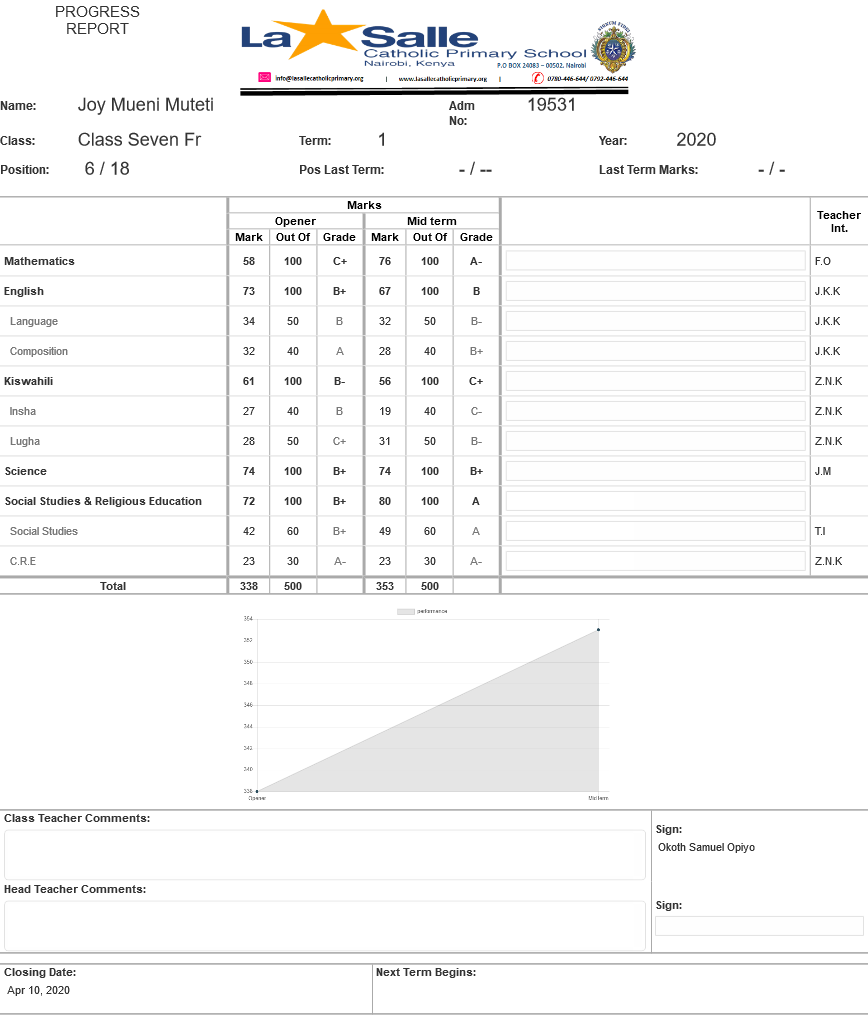 PROGRESS
REPORT
La Salle
Catholic Primary School
Nairobi, Kenya
P.O BOX 24083 – 00502, Nairobi
info@lasallecatholicprimary.org | www.lasallecatholicprimary.org | 0780-446-644/ 0792-446-644
Name: Joy Mueni Muteti Adm No: 19531
Class: Class Seven Fr Term: 1 Year: 2020
Position: 6 / 18 Pos Last Term: - / -- Last Term Marks: - / -
Marks
Opener Mid term Teacher Int.
Mark Out Of Grade Mark Out Of Grade
Mathematics 58 100 C+ 76 100 A- F.O
English 73 100 B+ 67 100 B J.K.K
Language 34 50 B 32 50 B- J.K.K
Composition 32 40 A 28 40 B+ J.K.K
Kiswahili 61 100 B- 56 100 C+ Z.N.K
Insha 27 40 B 19 40 C- Z.N.K
Lugha 28 50 C+ 31 50 B- Z.N.K
Science 74 100 B+ 74 100 B+ J.M
Social Studies & Religious Education 72 100 B+ 80 100 A
Social Studies 42 60 B+ 49 60 A T.I
C.R.E 23 30 A- 23 30 A- Z.N.K
Total 338 500 353 500
performance
354
352
350
348
346
344
342
340
338
Opener Mid term
Class Teacher Comments:
Sign:
Okoth Samuel Opiyo
Head Teacher Comments:
Sign:
Closing Date: Next Term Begins:
Apr 10, 2020